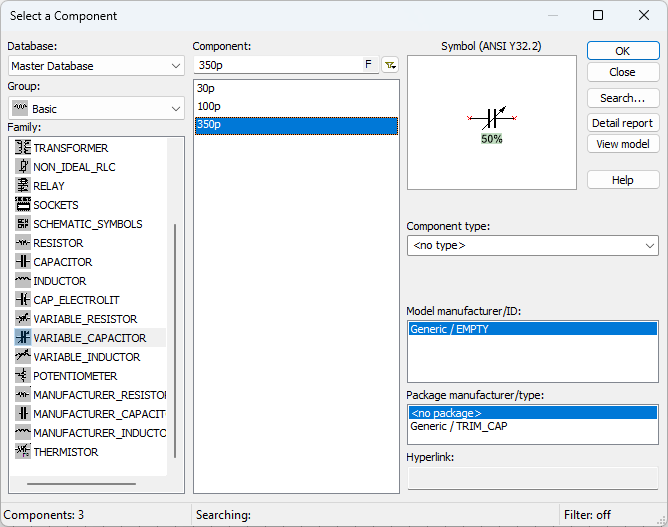 Select a Component
Database:
Master Database
Group:
Basic
Family:
TRANSFORMER
NON_IDEAL_RLC
RELAY
SOCKETS
SCHEMATIC_SYMBOLS
RESISTOR
CAPACITOR
INDUCTOR
CAP_ELECTROLIT
VARIABLE_RESISTOR
VARIABLE_CAPACITOR
VARIABLE_INDUCTOR
POTENTIOMETER
MANUFACTURER_RESISTO
MANUFACTURER_CAPACIT
MANUFACTURER_INDUCTO
THERMISTOR
Component:
350p F
30p
100p
350p
Symbol (ANSI Y32.2)
50%
Component type:
<no type>
Model manufacturer/ID:
Generic / EMPTY
Package manufacturer/type:
<no package>
Generic / TRIM_CAP
Hyperlink:
OK
Close
Search...
Detail report
View model
Help
Components: 3
Searching:
Filter: off